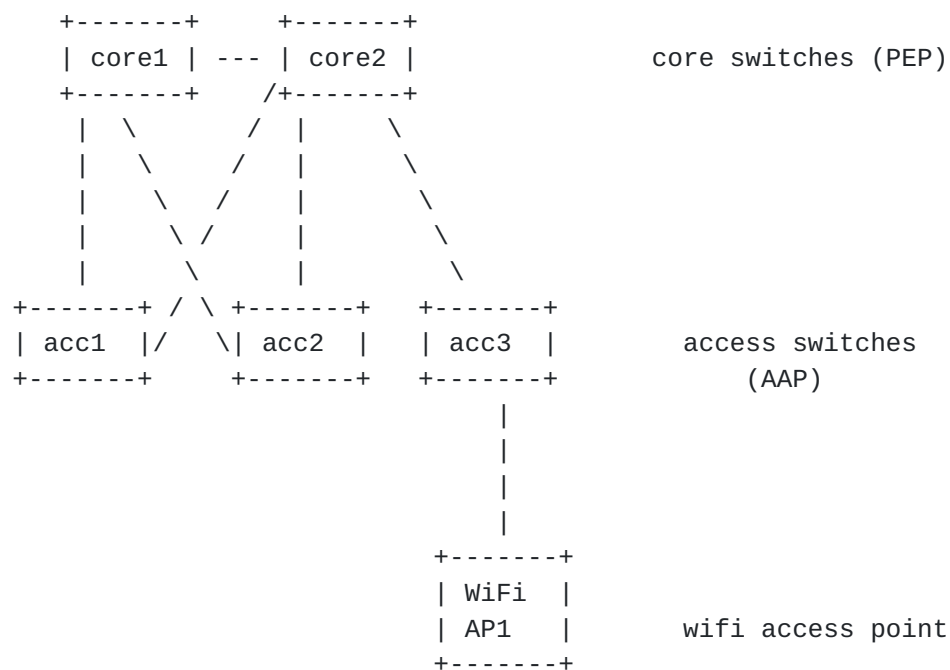 core1 --- core2 core switches (PEP)
acc1 acc2 acc3 access switches
(AAP)
WiFi
AP1 wifi access point